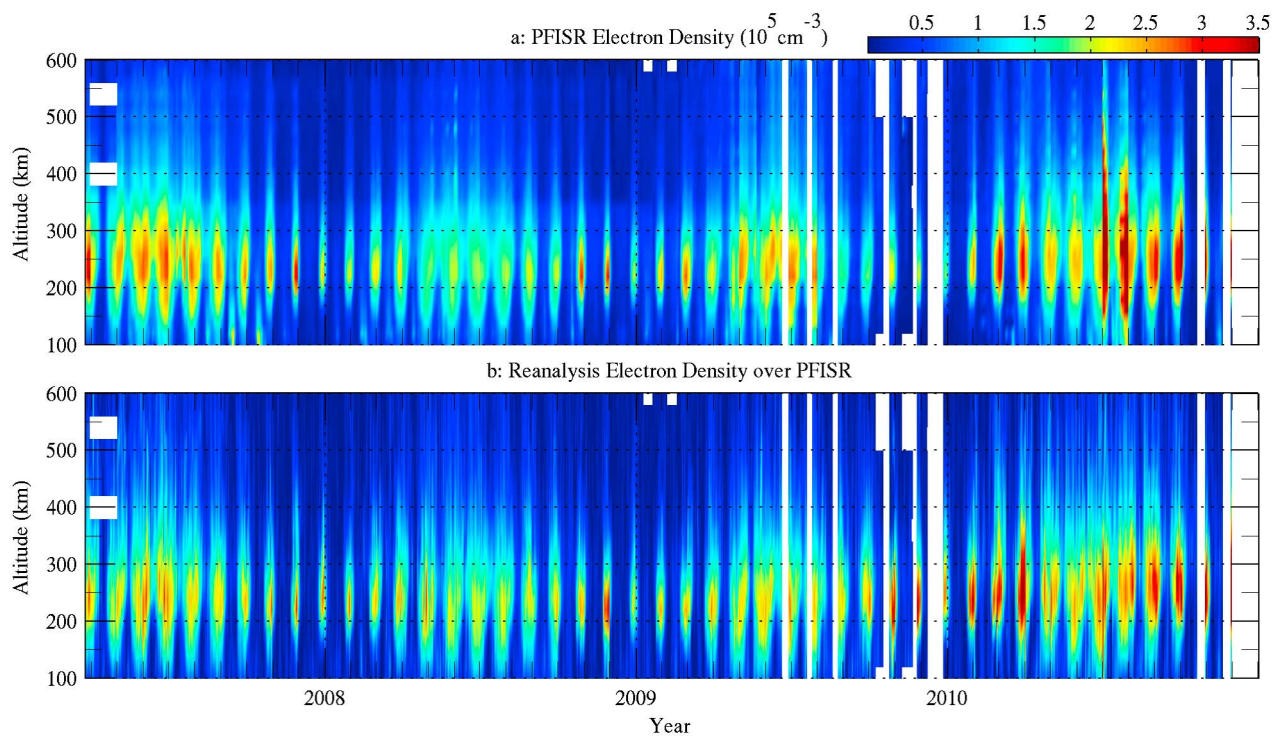 a: PFISR Electron Density (10^5 cm^-3)
0.5 1 1.5 2 2.5 3 3.5
600
500
400
300
200
100
Altitude (km)
b: Reanalysis Electron Density over PFISR
600
500
400
300
200
100
Altitude (km)
2008 2009 2010
Year